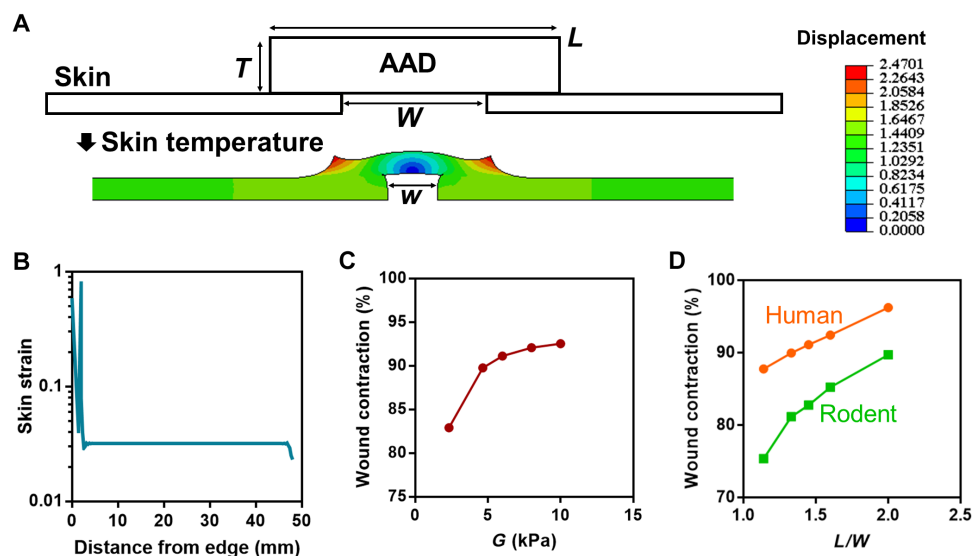 A
T
L
AAD
Skin
W
Skin temperature
w
Displacement
2.4701
2.2643
2.0584
1.8526
1.6467
1.4409
1.2351
1.0292
0.8234
0.6175
0.4117
0.2058
0.0000
B
Skin strain
1
0.1
0.01
0 10 20 30 40 50
Distance from edge (mm)
C
Wound contraction (%)
100
95
90
85
80
75
0 5 10 15
G (kPa)
D
Wound contraction (%)
100
90
80
70
Human
Rodent
1.0 1.5 2.0 2.5
L/W